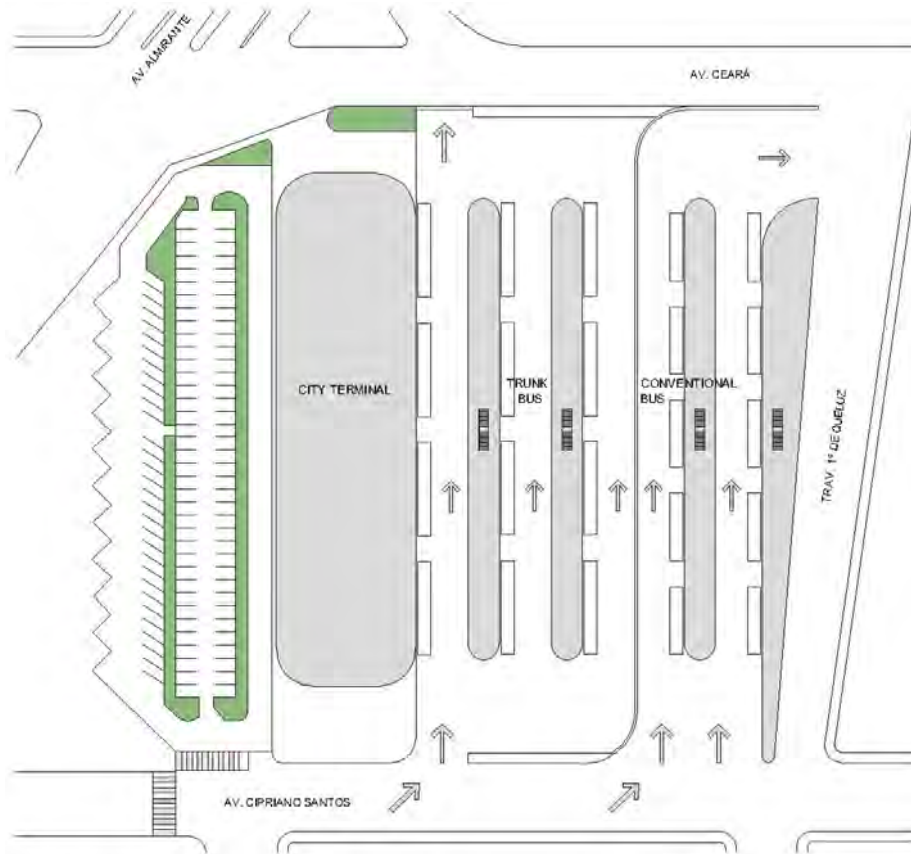 AV. ALMIRANTE
AV. CEARÁ
CITY TERMINAL
TRUNK
BUS
CONVENTIONAL
BUS
TRAV. 1º DE QUELUZ
AV. CIPRIANO SANTOS